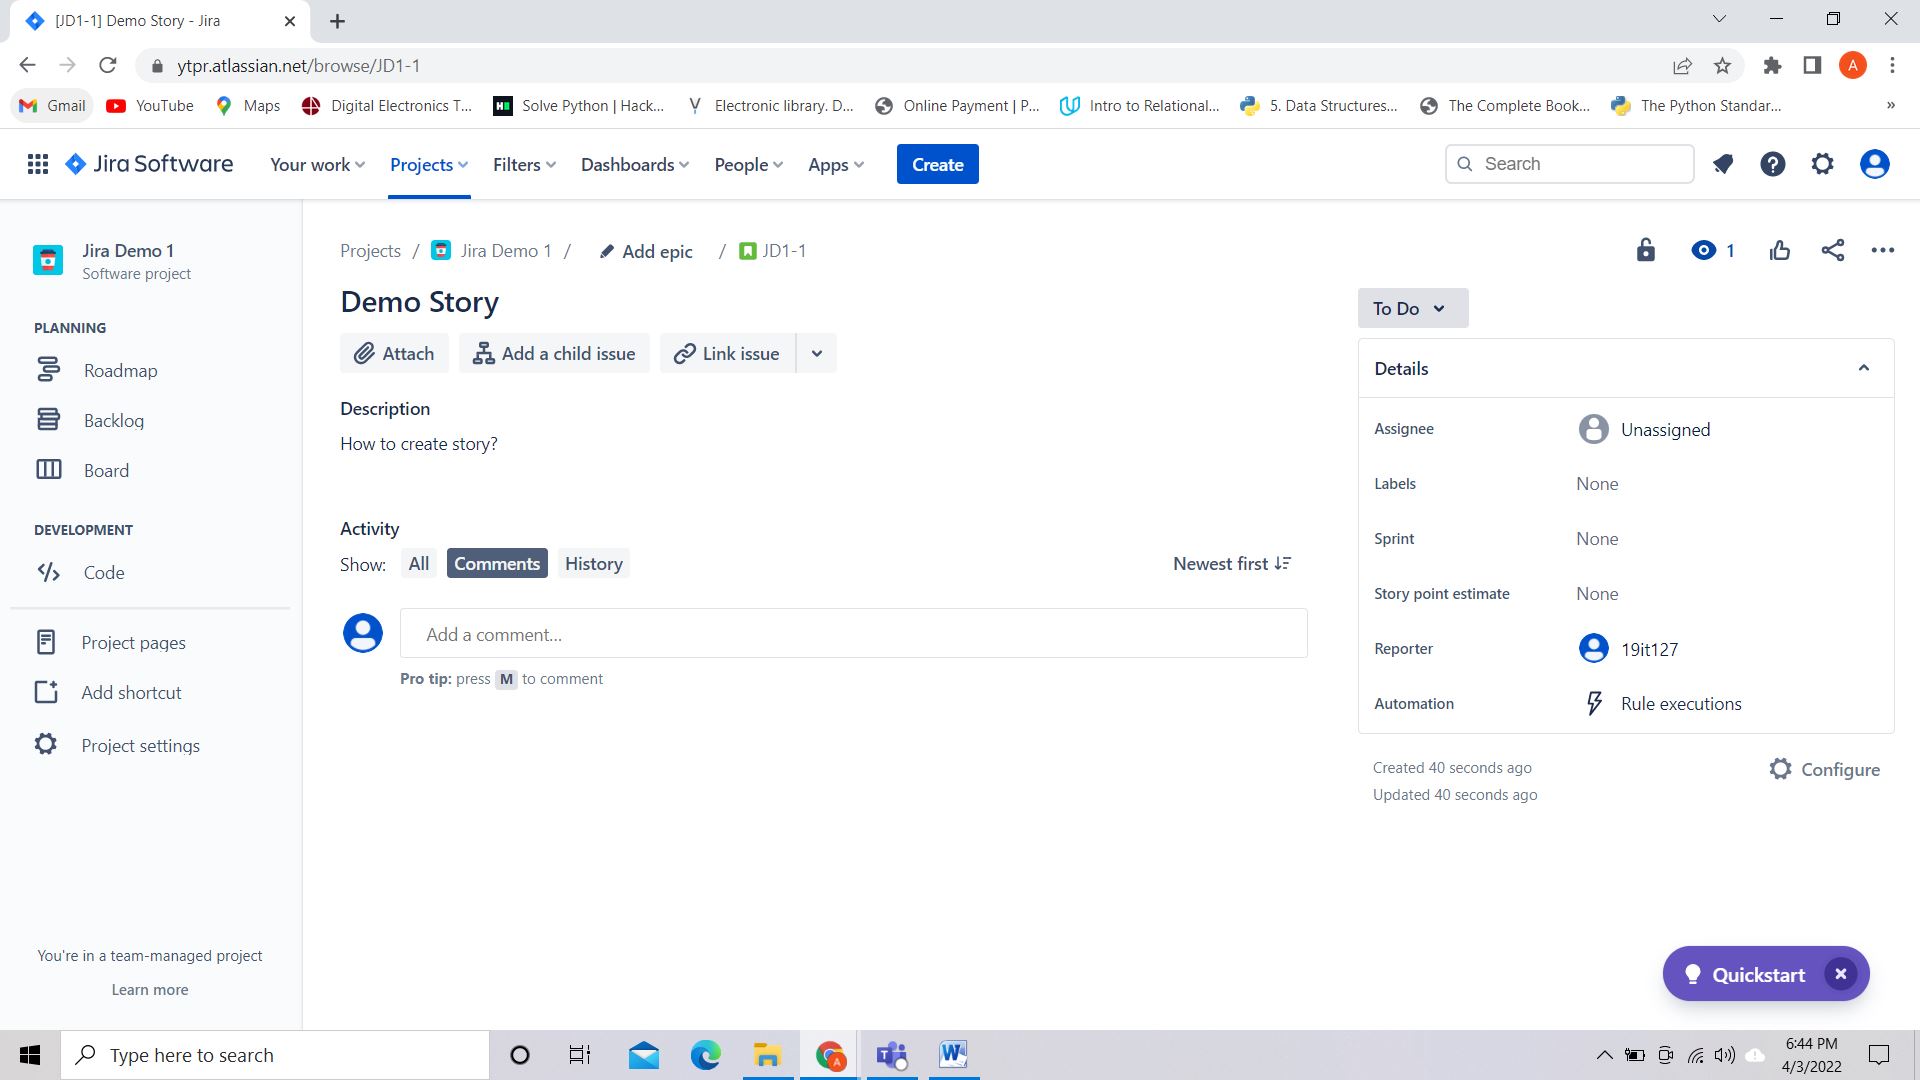 [JD1-1] Demo Story - Jira
ytpr.atlassian.net/browse/JD1-1
A
Gmail YouTube Maps Digital Electronics T... Solve Python | Hack... Electronic library. D... Online Payment | P... Intro to Relational... 5. Data Structures... The Complete Book... The Python Standar... »
Jira Software Your work Projects Filters Dashboards People Apps Create Search
Jira Demo 1
Software project
PLANNING
Roadmap
Backlog
Board
DEVELOPMENT
Code
Project pages
Add shortcut
Project settings
You're in a team-managed project
Learn more
Projects / Jira Demo 1 / Add epic / JD1-1
1
Demo Story
Attach Add a child issue Link issue
Description
How to create story?
Activity
Show: All Comments History Newest first
Add a comment...
Pro tip: press M to comment
To Do
Details
Assignee Unassigned
Labels None
Sprint None
Story point estimate None
Reporter 19it127
Automation Rule executions
Created 40 seconds ago
Configure
Updated 40 seconds ago
Quickstart
Type here to search
6:44 PM
4/3/2022